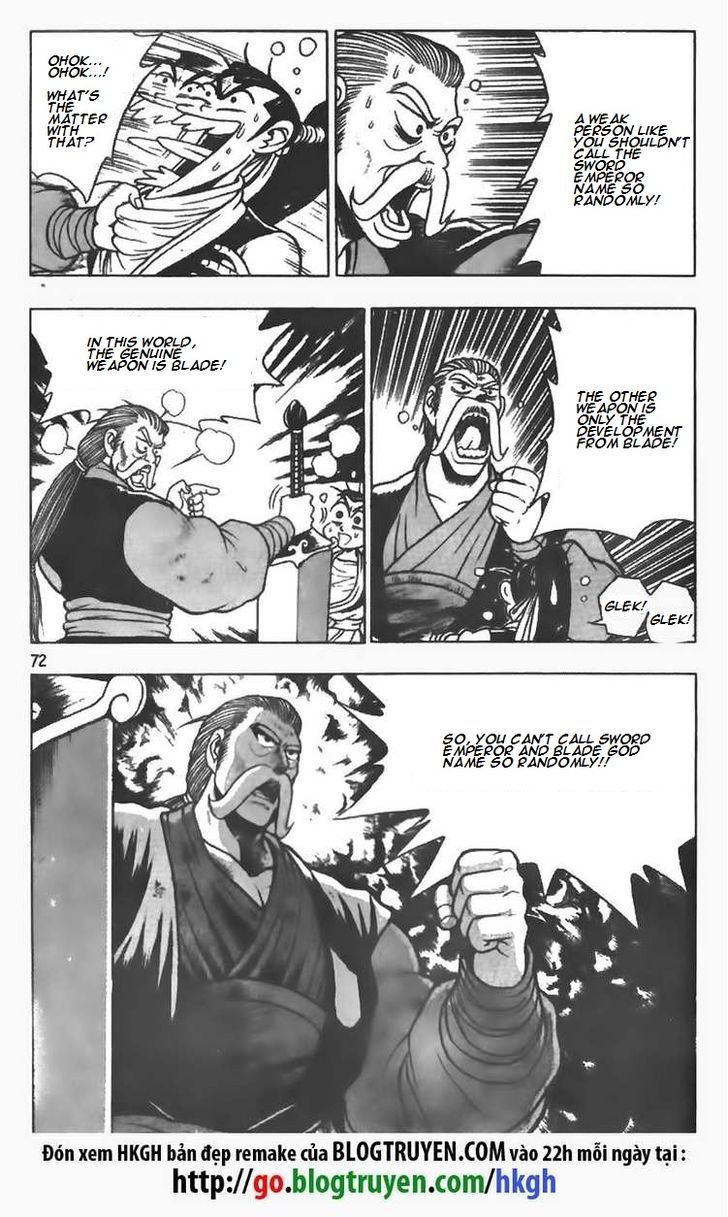 OHOK...
OHOK...!
WHAT'S
THE
MATTER
WITH
THAT?
A WEAK
PERSON LIKE
YOU SHOULDN'T
CALL THE
SWORD
EMPEROR
NAME SO
RANDOMLY!
IN THIS WORLD,
THE GENUINE
WEAPON IS BLADE!
THE OTHER
WEAPON IS
ONLY THE
DEVELOPMENT
FROM BLADE!
GLEK!
GLEK!
72
SO, YOU CAN'T CALL SWORD
EMPEROR AND BLADE GOD
NAME SO RANDOMLY!!
Đón xem HKGH bản đẹp remake của BLOGTRUYEN.COM vào 22h mỗi ngày tại :
http://go.blogtruyen.com/hkgh